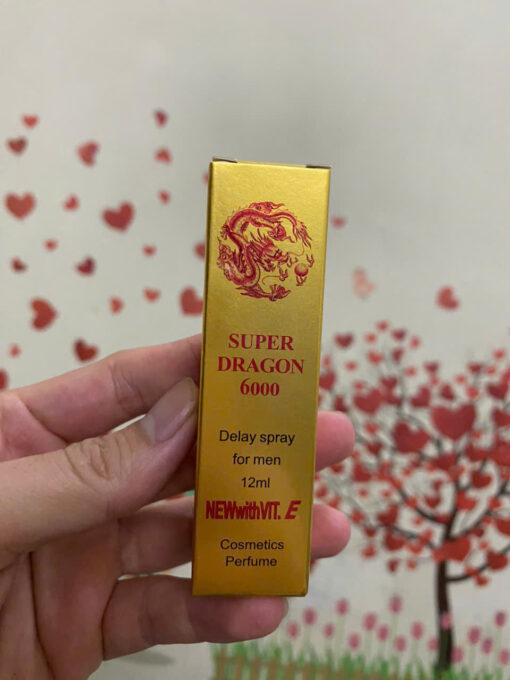 SUPER
DRAGON
6000
Delay spray
for men
12ml
NEWwithVIT. E
Cosmetics
Perfume